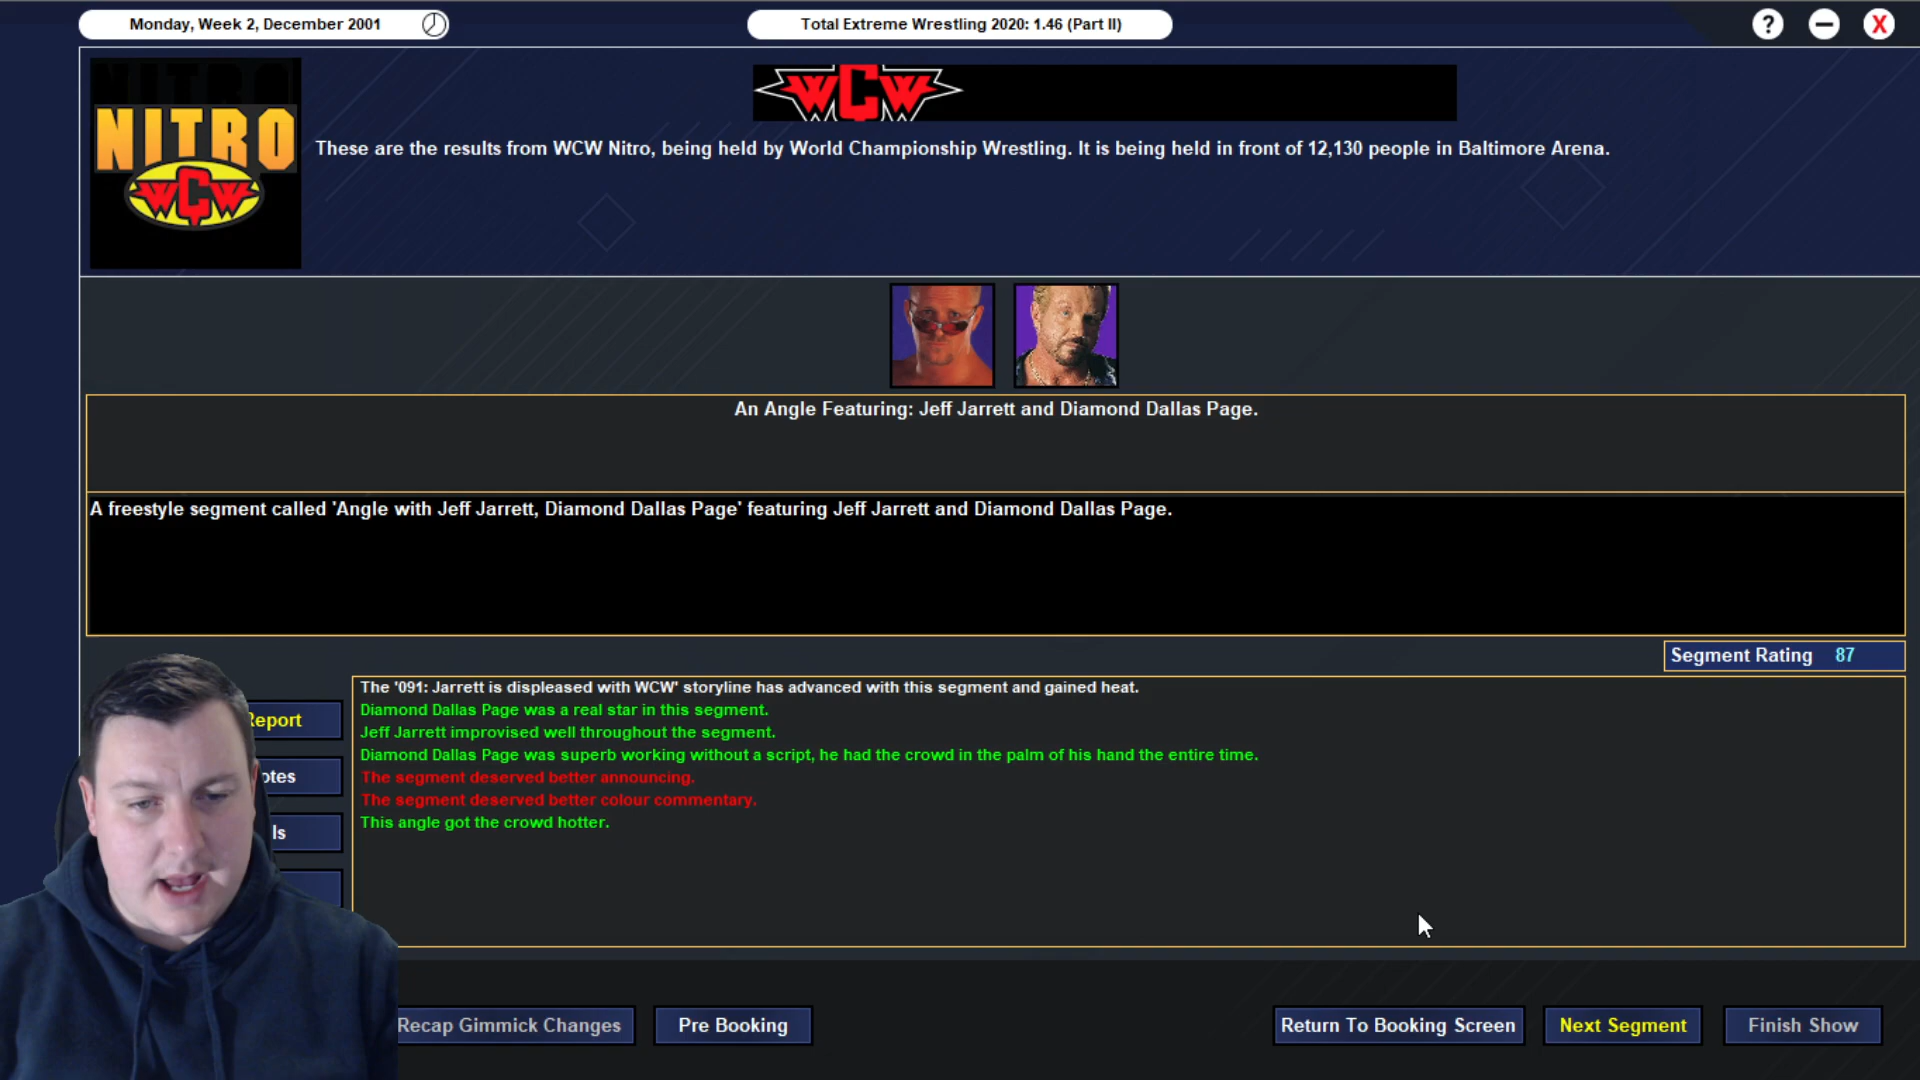 Monday, Week 2, December 2001
Total Extreme Wrestling 2020: 1.46 (Part II)
?
X
NITRO
NITRO
WCW
WCW
These are the results from WCW Nitro, being held by World Championship Wrestling. It is being held in front of 12,130 people in Baltimore Arena.
An Angle Featuring: Jeff Jarrett and Diamond Dallas Page.
A freestyle segment called 'Angle with Jeff Jarrett, Diamond Dallas Page' featuring Jeff Jarrett and Diamond Dallas Page.
Segment Rating 87
The '091: Jarrett is displeased with WCW' storyline has advanced with this segment and gained heat.
Diamond Dallas Page was a real star in this segment.
Jeff Jarrett improvised well throughout the segment.
Diamond Dallas Page was superb working without a script, he had the crowd in the palm of his hand the entire time.
The segment deserved better announcing.
The segment deserved better colour commentary.
This angle got the crowd hotter.
Report
otes
ls
Recap Gimmick Changes
Pre Booking
Return To Booking Screen
Next Segment
Finish Show